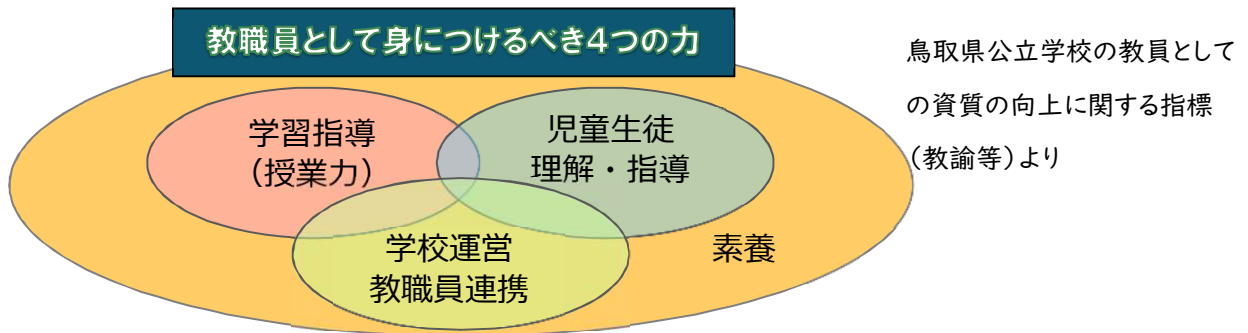 教職員として身につけるべき4つの力
鳥取県公立学校の教員として
の資質の向上に関する指標
（教諭等）より
学習指導
（授業力）
児童生徒
理解・指導
学校運営
教職員連携
素養